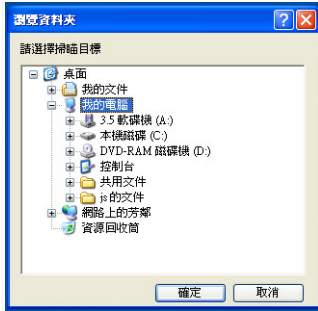 瀏覽資料夾
請選擇掃瞄目標
桌面
我的文件
我的電腦
3.5 軟碟機 (A:)
本機磁碟 (C:)
DVD-RAM 磁碟機 (D:)
控制台
共用文件
js 的文件
網路上的芳鄰
資源回收筒
確定 取消